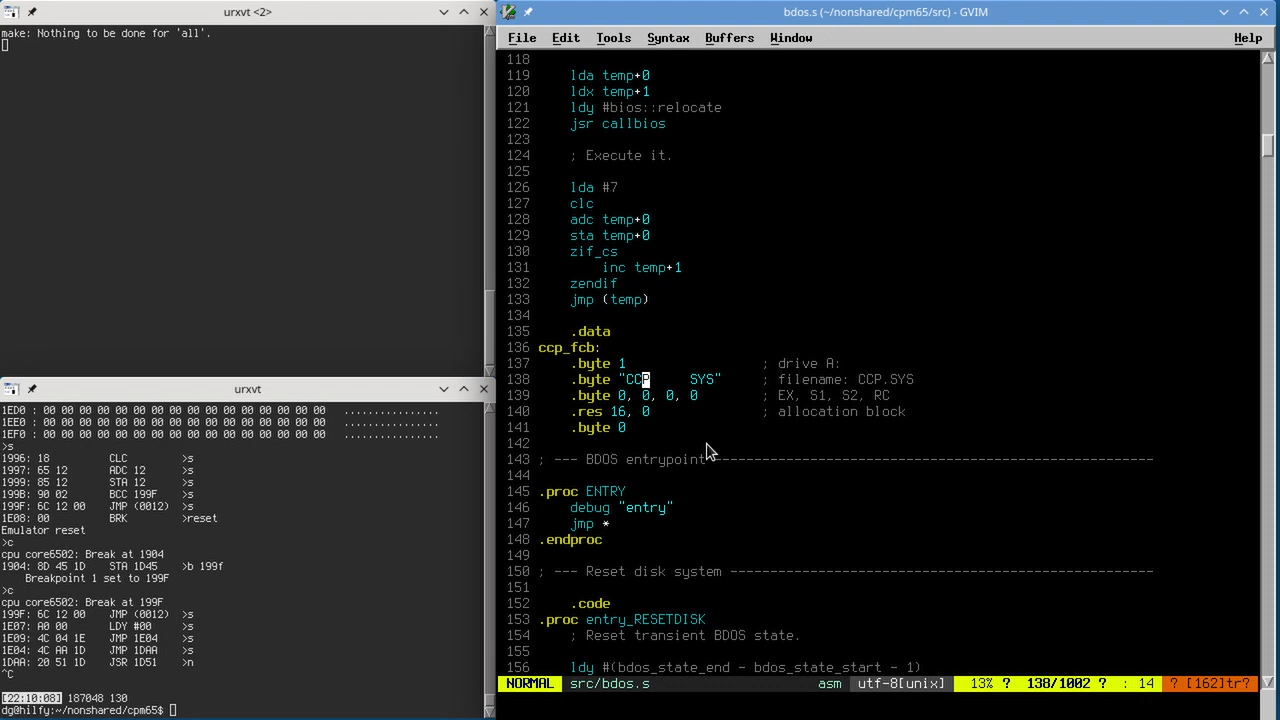 urxvt <2>
make: Nothing to be done for 'all'.
urxvt
1ED0 : 00 00 00 00 00 00 00 00 00 00 00 00 00 00 00 00   ................
1EE0 : 00 00 00 00 00 00 00 00 00 00 00 00 00 00 00 00   ................
1EF0 : 00 00 00 00 00 00 00 00 00 00 00 00 00 00 00 00   ................
>s
1996: 18        CLC       >s
1997: 65 12     ADC 12    >s
1999: 85 12     STA 12    >s
199B: 90 02     BCC 199F  >s
199F: 6C 12 00  JMP (0012) >s
1E08: 00        BRK       >reset
Emulator reset
>c
cpu core6502: Break at 1904
1904: 8D 45 1D  STA 1D45  >b 199f
    Breakpoint 1 set to 199F
>c
cpu core6502: Break at 199F
199F: 6C 12 00  JMP (0012) >s
1E07: A0 00     LDY #00   >s
1E09: 4C 04 1E  JMP 1E04  >s
1E04: 4C AA 1D  JMP 1DAA  >s
1DAA: 20 51 1D  JSR 1D51  >n
^C
[22:10:08] 187048 130
dg@hilfy:~/nonshared/cpm65$
bdos.s (~/nonshared/cpm65/src) - GVIM
File Edit Tools Syntax Buffers Window Help
118
119     lda temp+0
120     ldx temp+1
121     ldy #bios::relocate
122     jsr callbios
123
124     ; Execute it.
125
126     lda #7
127     clc
128     adc temp+0
129     sta temp+0
130     zif_cs
131         inc temp+1
132     zendif
133     jmp (temp)
134
135     .data
136 ccp_fcb:
137     .byte 1                 ; drive A:
138     .byte "CCP     SYS"     ; filename: CCP.SYS
139     .byte 0, 0, 0, 0        ; EX, S1, S2, RC
140     .res 16, 0              ; allocation block
141     .byte 0
142
143 ; --- BDOS entrypoint --------------------------------------------------------
144
145 .proc ENTRY
146     debug "entry"
147     jmp *
148 .endproc
149
150 ; --- Reset disk system -----------------------------------------------------
151
152     .code
153 .proc entry_RESETDISK
154     ; Reset transient BDOS state.
155
156     ldy #(bdos_state_end - bdos_state_start - 1)
NORMAL src/bdos.s asm utf-8[unix] 13% ? 138/1002 ? : 14 ? [162]tr?